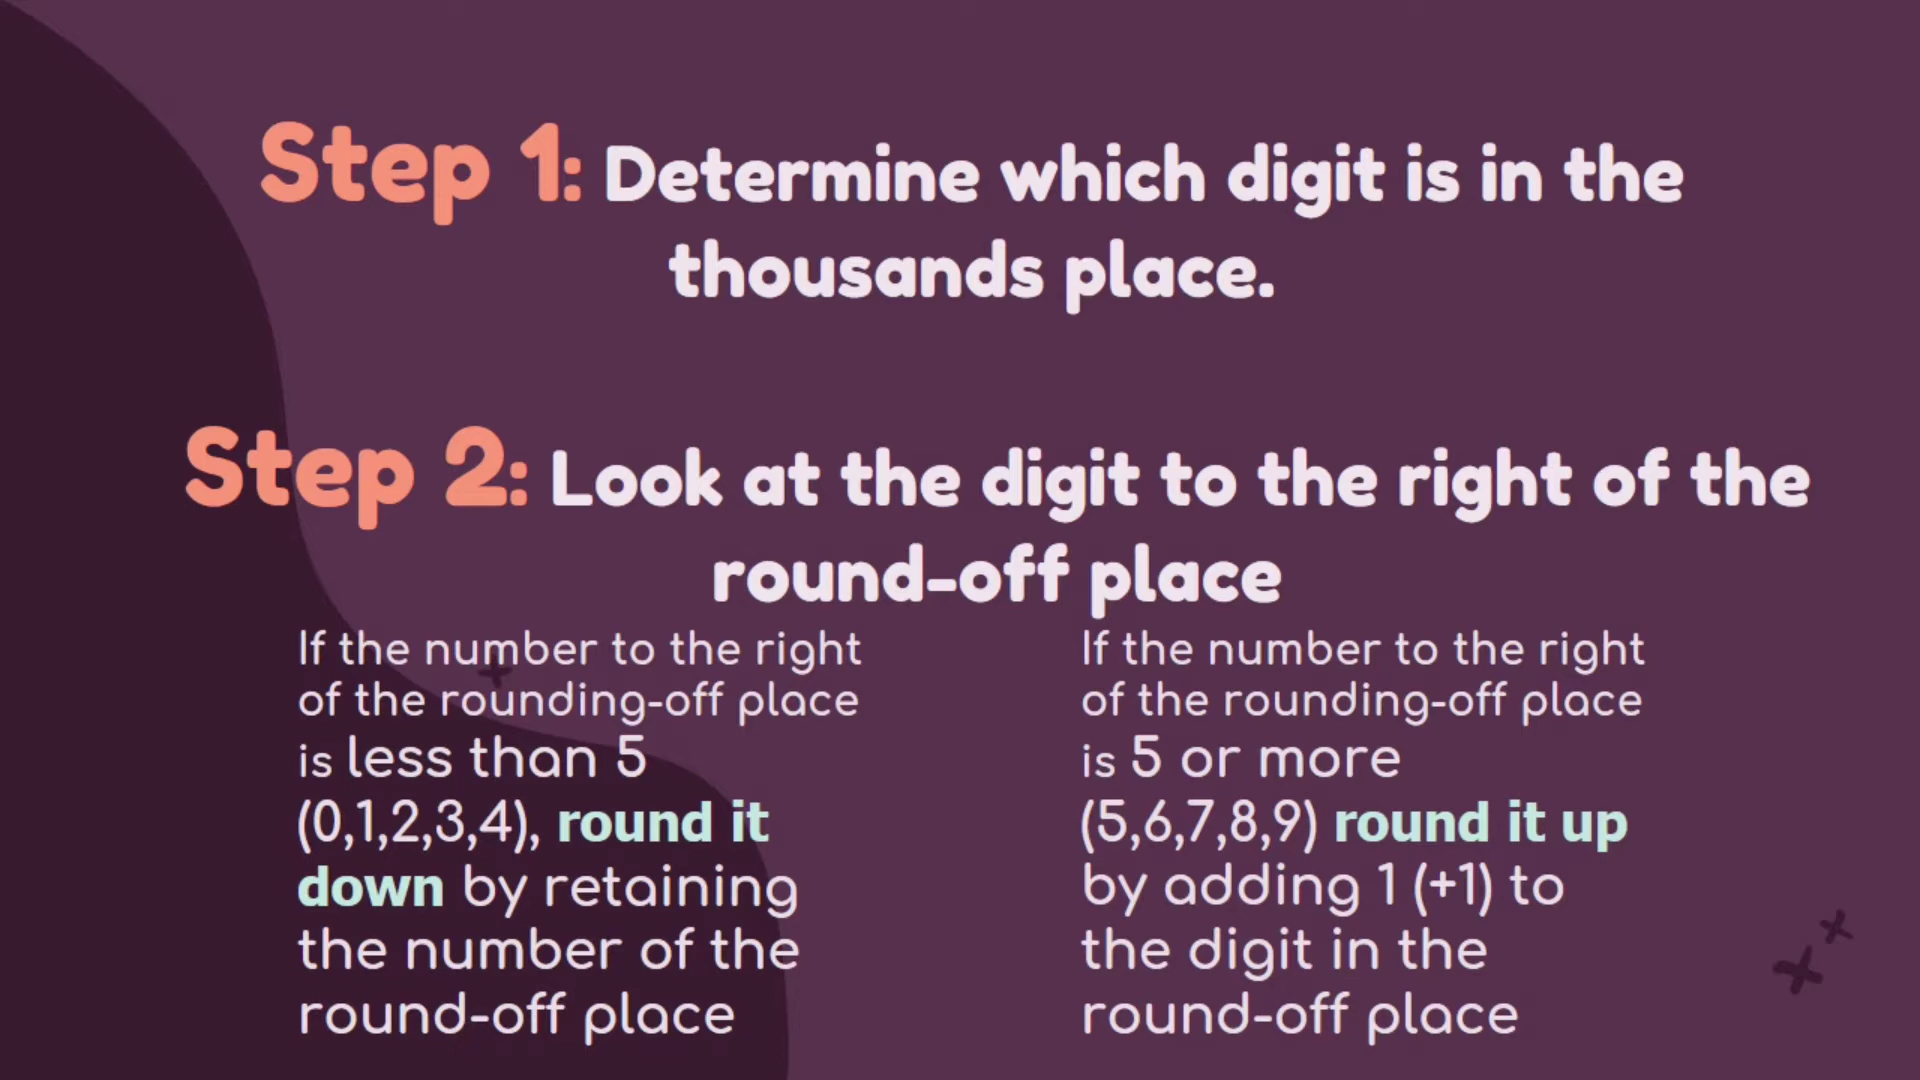 Step 1: Determine which digit is in the
thousands place.
Step 2: Look at the digit to the right of the
round-off place
If the number to the right
of the rounding-off place
is less than 5
(0,1,2,3,4), round it
down by retaining
the number of the
round-off place
If the number to the right
of the rounding-off place
is 5 or more
(5,6,7,8,9) round it up
by adding 1 (+1) to
the digit in the
round-off place